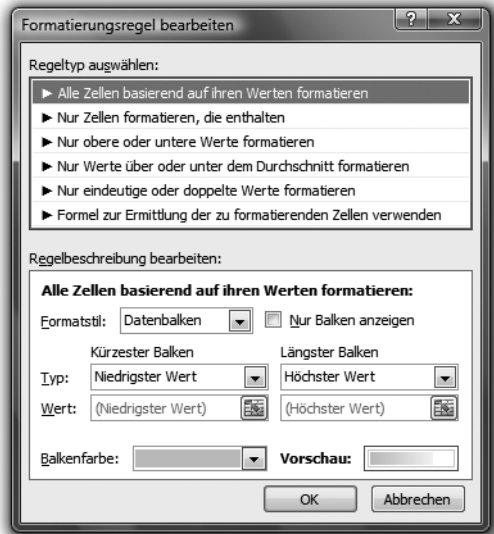 Formatierungsregel bearbeiten
Regeltyp auswählen:
► Alle Zellen basierend auf ihren Werten formatieren
► Nur Zellen formatieren, die enthalten
► Nur obere oder untere Werte formatieren
► Nur Werte über oder unter dem Durchschnitt formatieren
► Nur eindeutige oder doppelte Werte formatieren
► Formel zur Ermittlung der zu formatierenden Zellen verwenden
Regelbeschreibung bearbeiten:
Alle Zellen basierend auf ihren Werten formatieren:
Formatstil: Datenbalken Nur Balken anzeigen
Kürzester Balken Längster Balken
Typ: Niedrigster Wert Höchster Wert
Wert: (Niedrigster Wert) (Höchster Wert)
Balkenfarbe: Vorschau:
OK Abbrechen